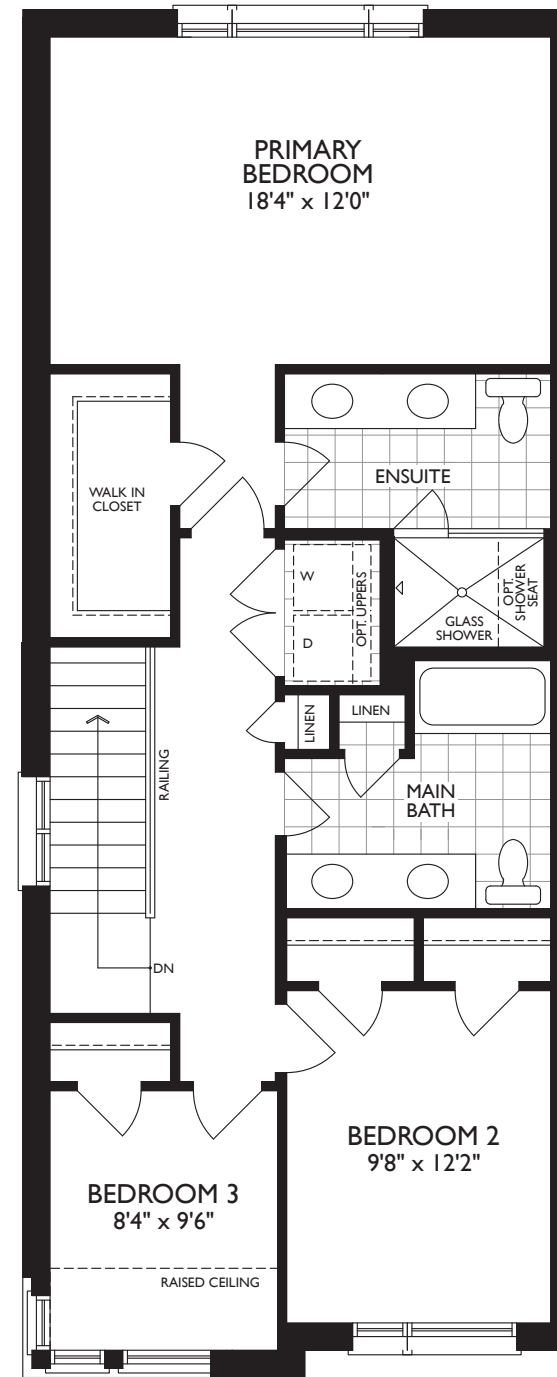 PRIMARY
BEDROOM
18'4" x 12'0"
WALK IN
CLOSET
ENSUITE
W
D
OPT. UPPERS
GLASS
SHOWER
OPT.
SHOWER
SEAT
LINEN
LINEN
RAILING
MAIN
BATH
DN
BEDROOM 2
9'8" x 12'2"
BEDROOM 3
8'4" x 9'6"
RAISED CEILING